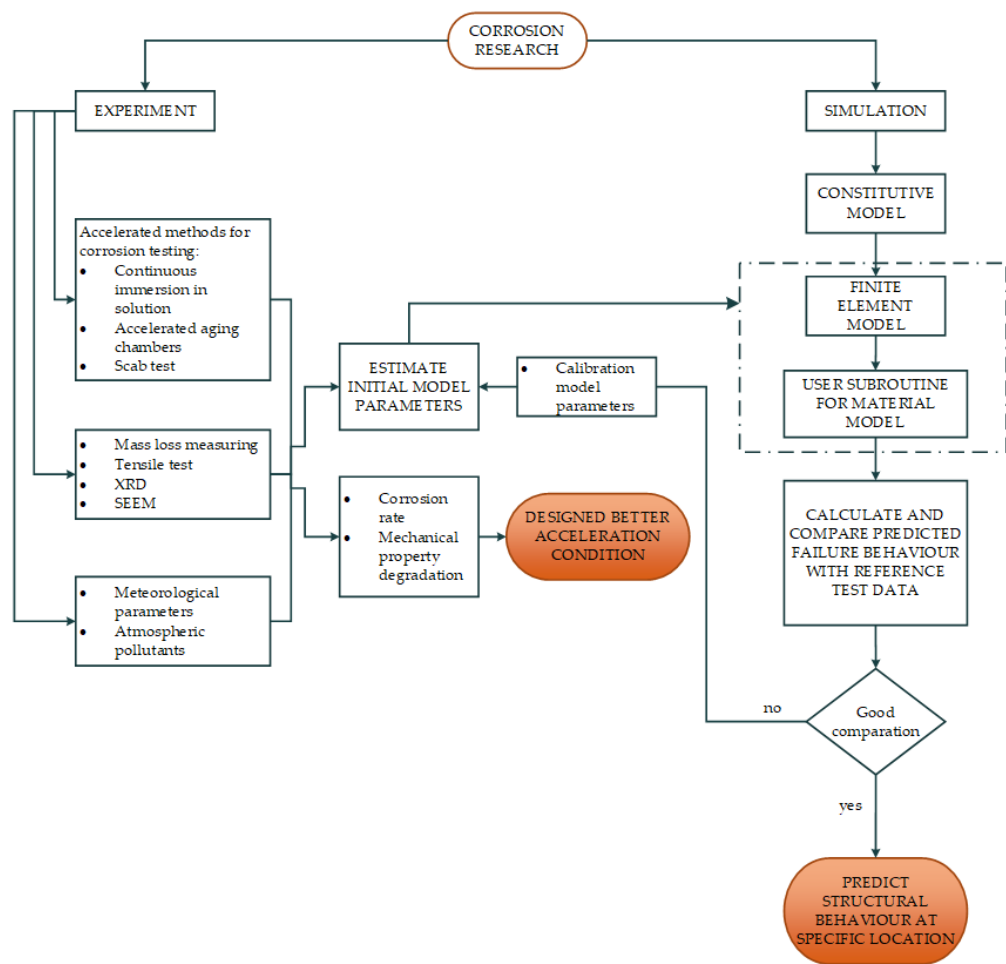 CORROSION
RESEARCH
EXPERIMENT
SIMULATION
CONSTITUTIVE
MODEL
Accelerated methods for
corrosion testing:
• Continuous
immersion in
solution
• Accelerated aging
chambers
• Scab test
FINITE
ELEMENT
MODEL
ESTIMATE
INITIAL MODEL
PARAMETERS
• Calibration
model
parameters
USER SUBROUTINE
FOR MATERIAL
MODEL
• Mass loss measuring
• Tensile test
• XRD
• SEEM
• Corrosion
rate
• Mechanical
property
degradation
DESIGNED BETTER
ACCELERATION
CONDITION
CALCULATE AND
COMPARE PREDICTED
FAILURE BEHAVIOUR
WITH REFERENCE
TEST DATA
• Meteorological
parameters
• Atmospheric
pollutants
no
Good
comparation
yes
PREDICT
STRUCTURAL
BEHAVIOUR AT
SPECIFIC LOCATION